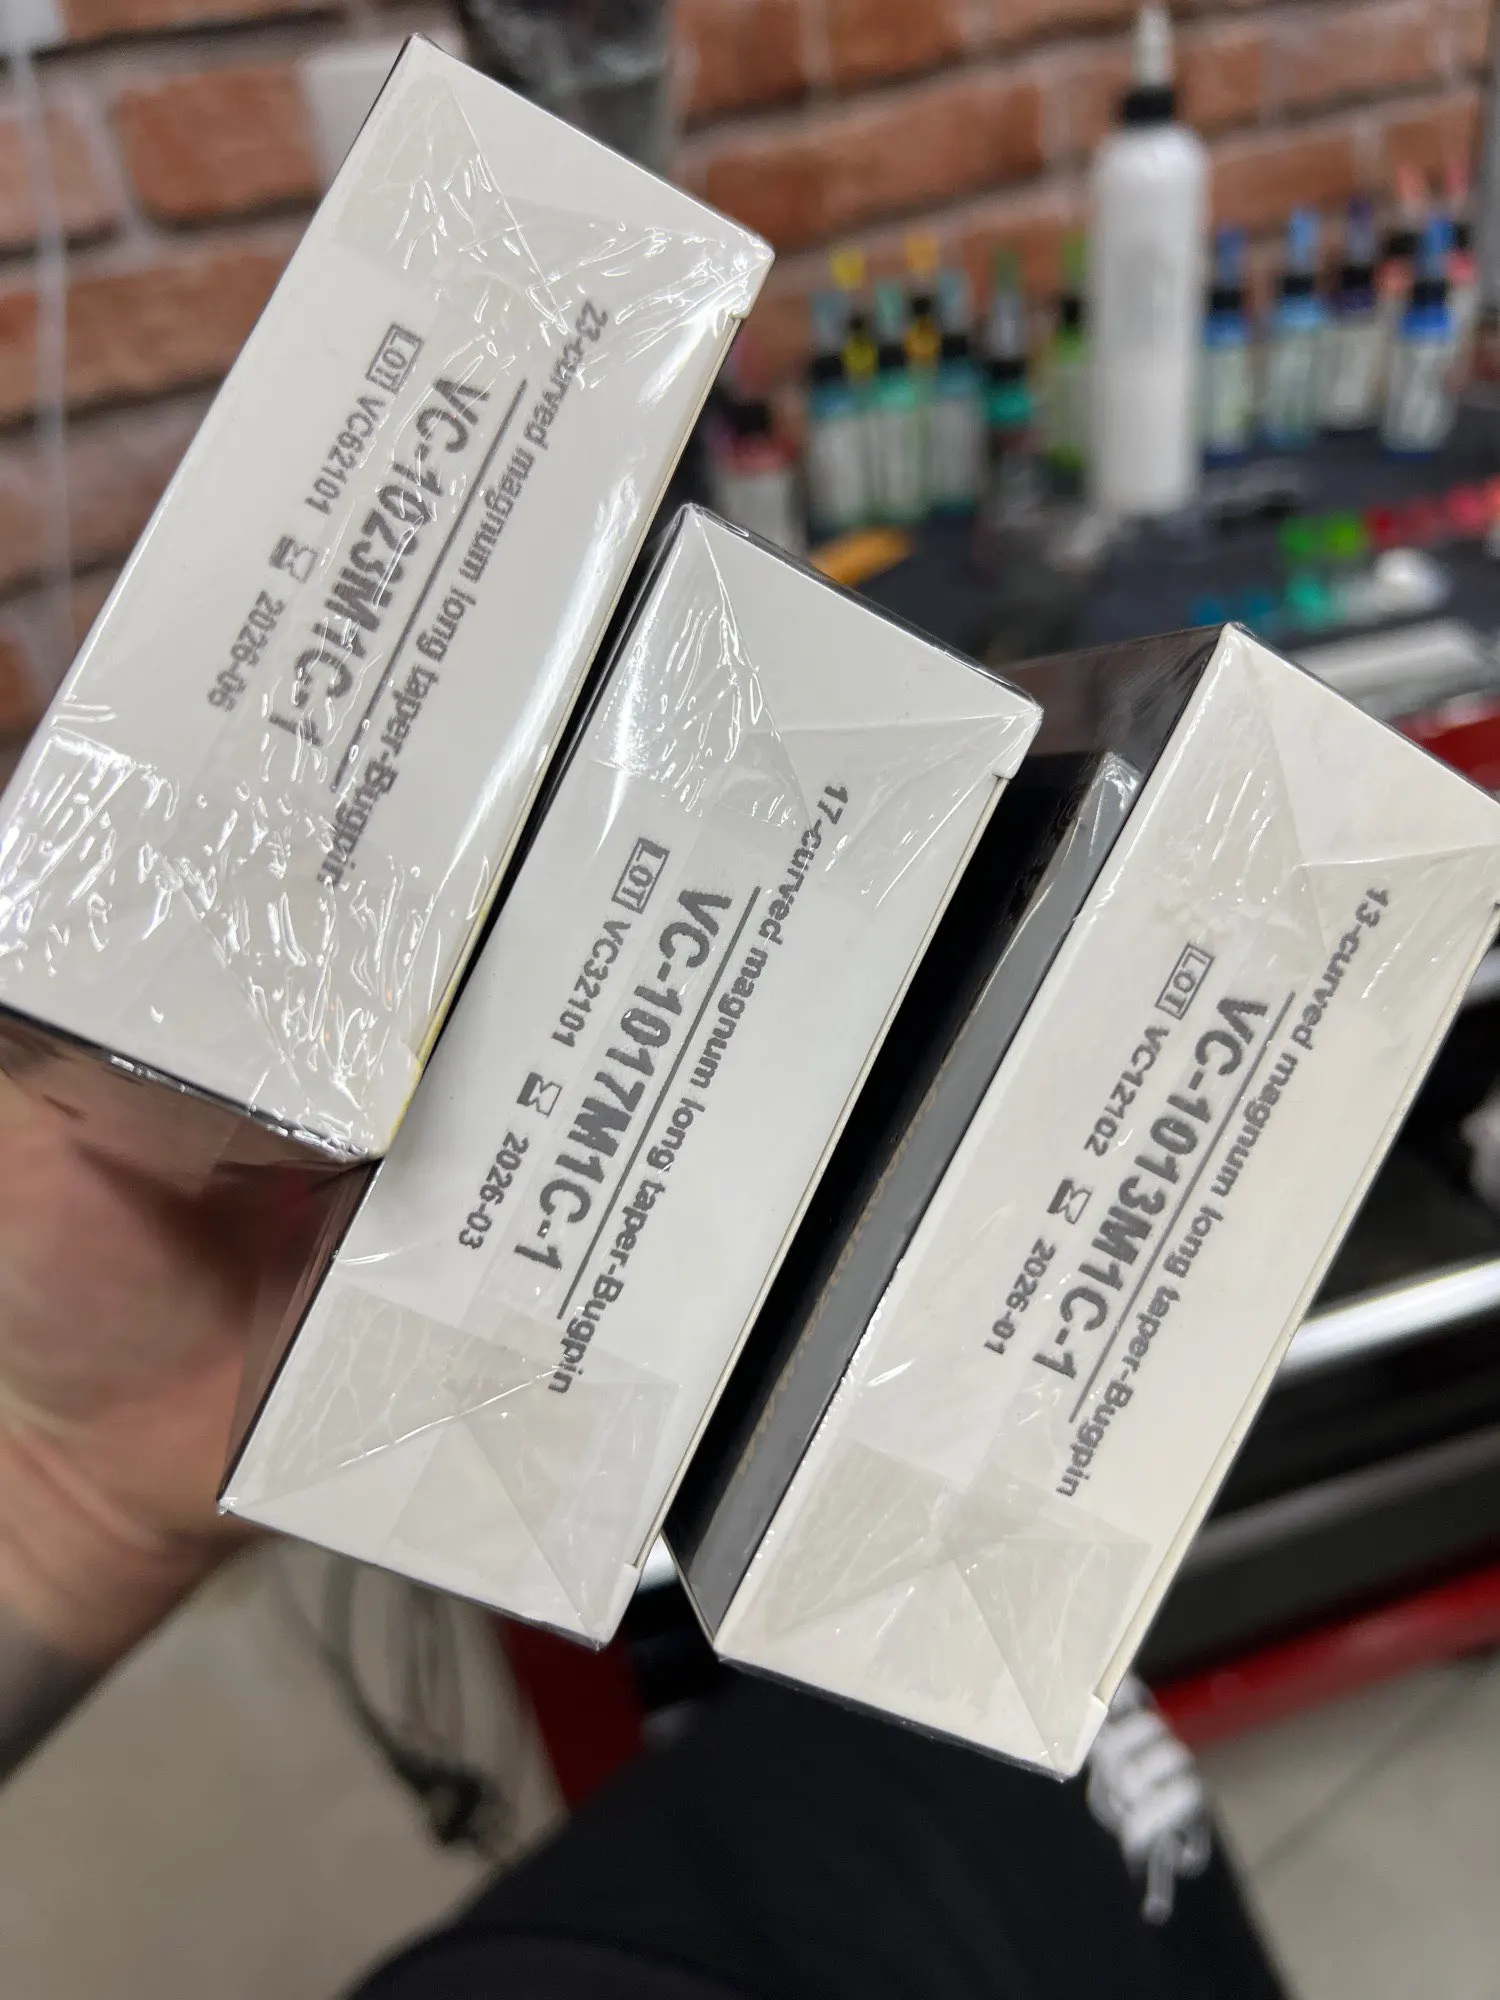 23-curved magnum long taper-Bugpin
VC-1023M1C-1
LOT VC62101 2026-06
17-curved magnum long taper-Bugpin
VC-1017M1C-1
LOT VC32101 2026-03
13-curved magnum long taper-Bugpin
VC-1013M1C-1
LOT VC12102 2026-01